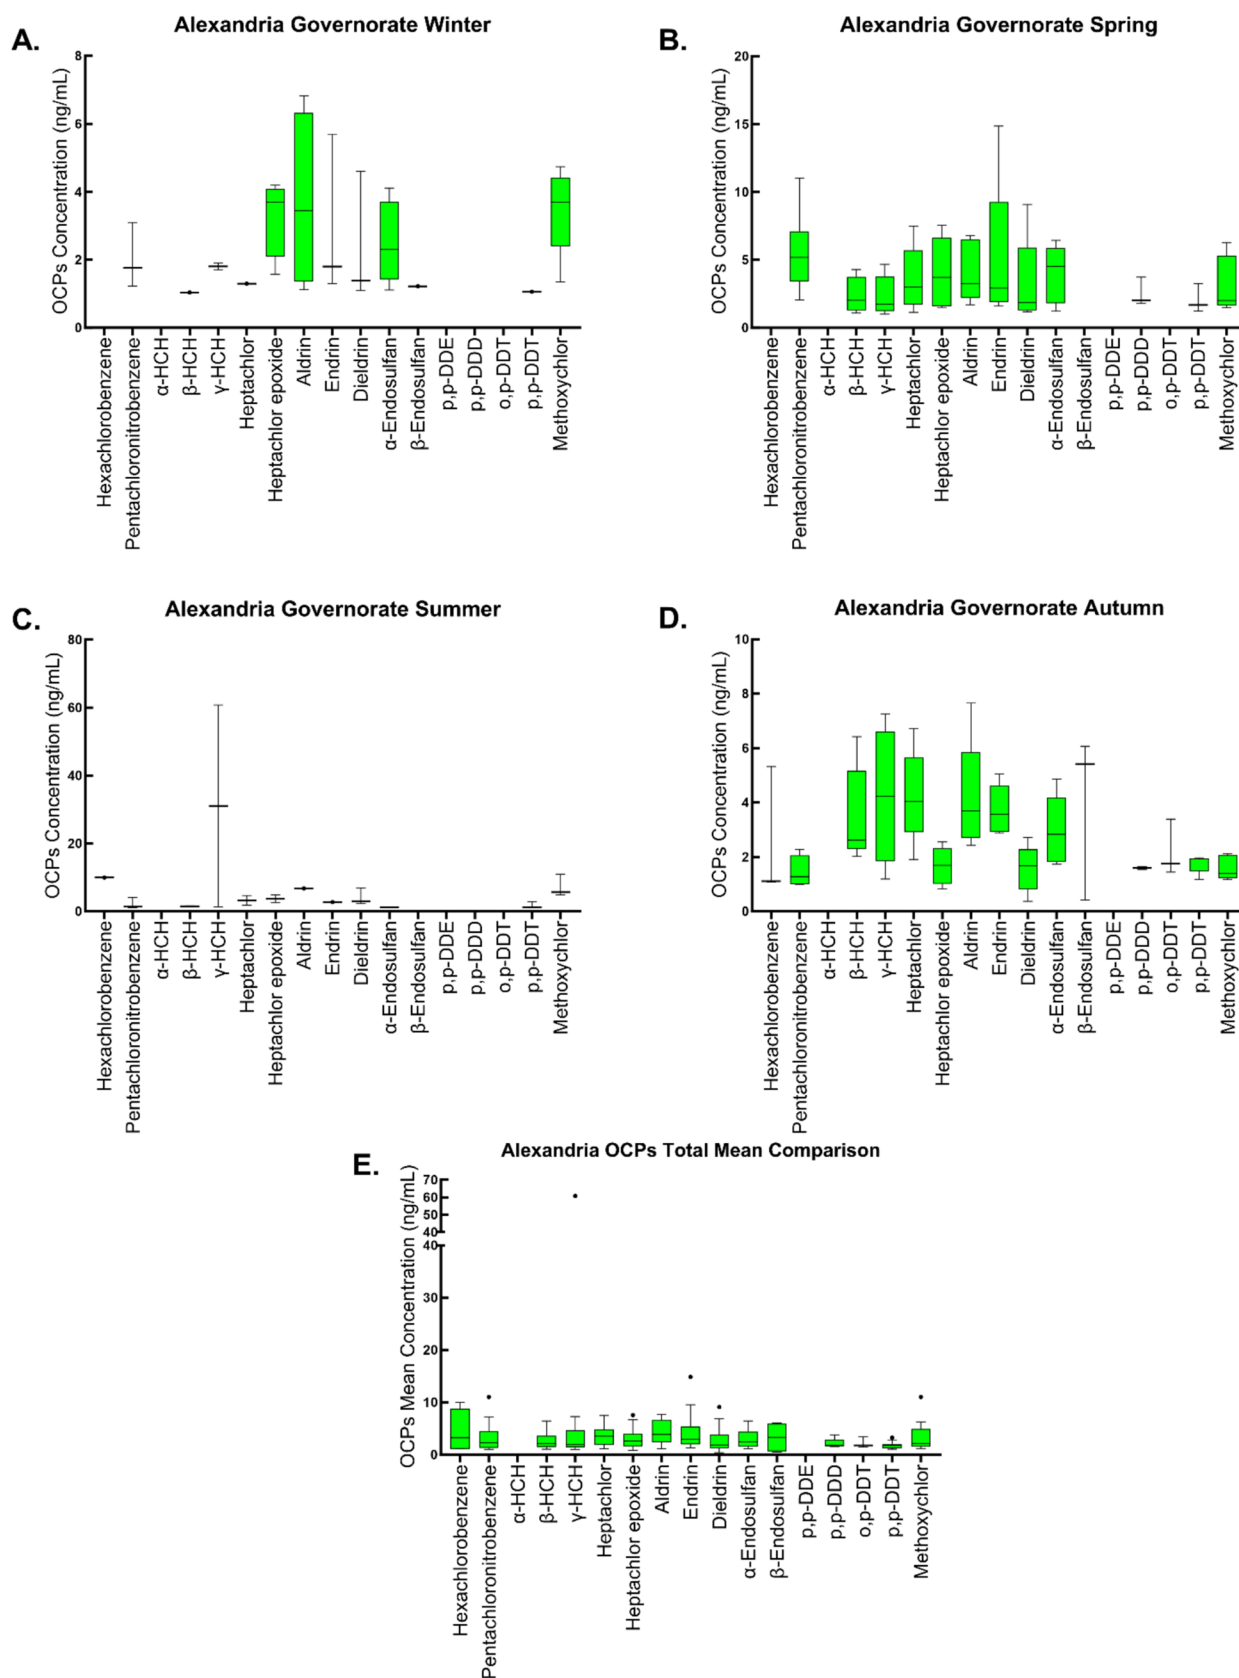 A.
Alexandria Governorate Winter
OCPs Concentration (ng/mL)
8
6
4
2
0
Hexachlorobenzene
Pentachloronitrobenzene
α-HCH
β-HCH
γ-HCH
Heptachlor
Heptachlor epoxide
Aldrin
Endrin
Dieldrin
α-Endosulfan
β-Endosulfan
p,p-DDE
p,p-DDD
o,p-DDT
p,p-DDT
Methoxychlor
B.
Alexandria Governorate Spring
OCPs Concentration (ng/mL)
20
15
10
5
0
Hexachlorobenzene
Pentachloronitrobenzene
α-HCH
β-HCH
γ-HCH
Heptachlor
Heptachlor epoxide
Aldrin
Endrin
Dieldrin
α-Endosulfan
β-Endosulfan
p,p-DDE
p,p-DDD
o,p-DDT
p,p-DDT
Methoxychlor
C.
Alexandria Governorate Summer
OCPs Concentration (ng/mL)
80
60
40
20
0
Hexachlorobenzene
Pentachloronitrobenzene
α-HCH
β-HCH
γ-HCH
Heptachlor
Heptachlor epoxide
Aldrin
Endrin
Dieldrin
α-Endosulfan
β-Endosulfan
p,p-DDE
p,p-DDD
o,p-DDT
p,p-DDT
Methoxychlor
D.
Alexandria Governorate Autumn
OCPs Concentration (ng/mL)
10
8
6
4
2
0
Hexachlorobenzene
Pentachloronitrobenzene
α-HCH
β-HCH
γ-HCH
Heptachlor
Heptachlor epoxide
Aldrin
Endrin
Dieldrin
α-Endosulfan
β-Endosulfan
p,p-DDE
p,p-DDD
o,p-DDT
p,p-DDT
Methoxychlor
E.
Alexandria OCPs Total Mean Comparison
OCPs Mean Concentration (ng/mL)
70
60
50
40
40
30
20
10
0
Hexachlorobenzene
Pentachloronitrobenzene
α-HCH
β-HCH
γ-HCH
Heptachlor
Heptachlor epoxide
Aldrin
Endrin
Dieldrin
α-Endosulfan
β-Endosulfan
p,p-DDE
p,p-DDD
o,p-DDT
p,p-DDT
Methoxychlor